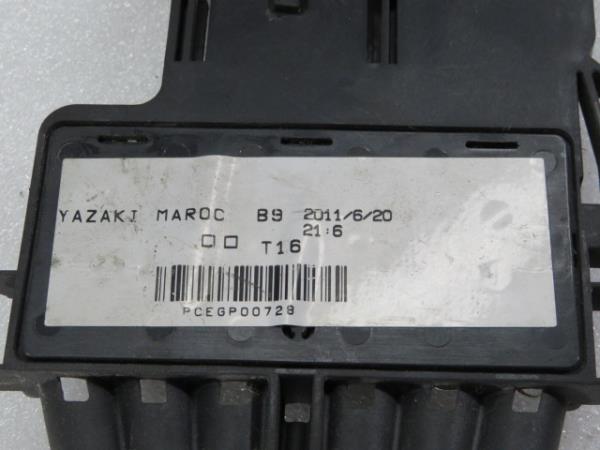 YAZAKI MAROC B9 2011/6/20
21:6
□ □ T16
PCEGP00728